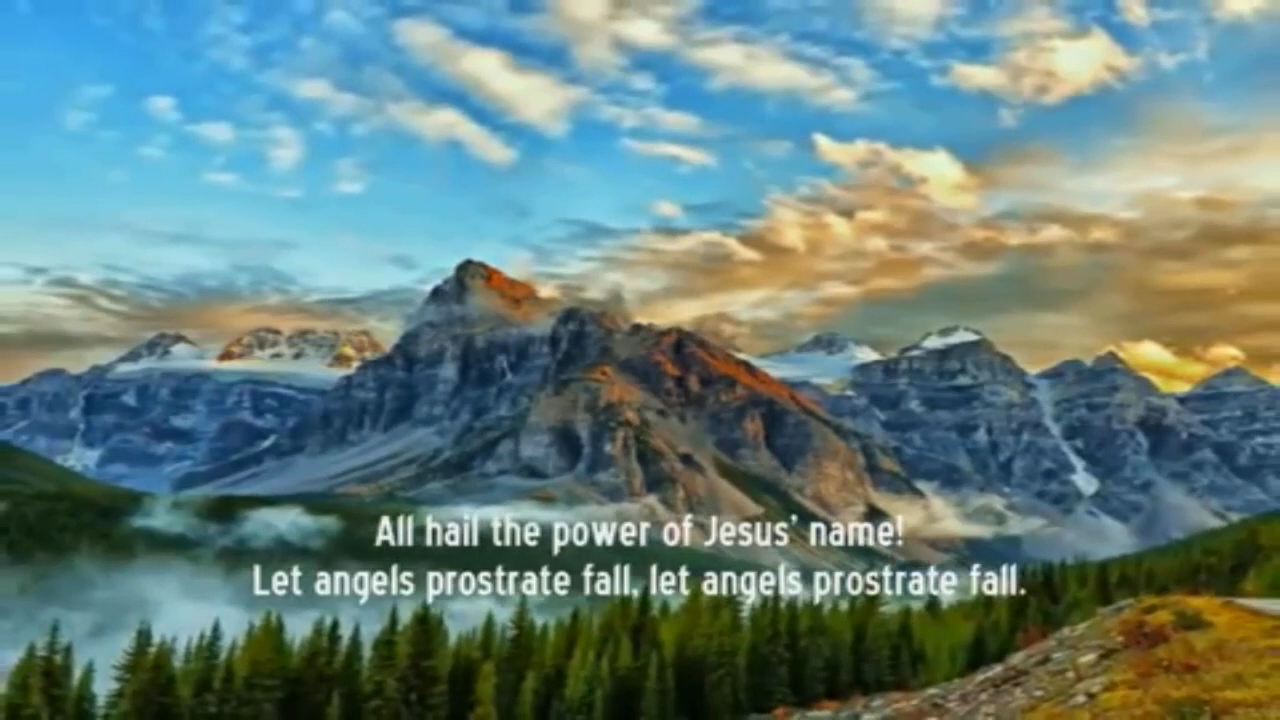 All hail the power of Jesus' name!
Let angels prostrate fall, let angels prostrate fall.